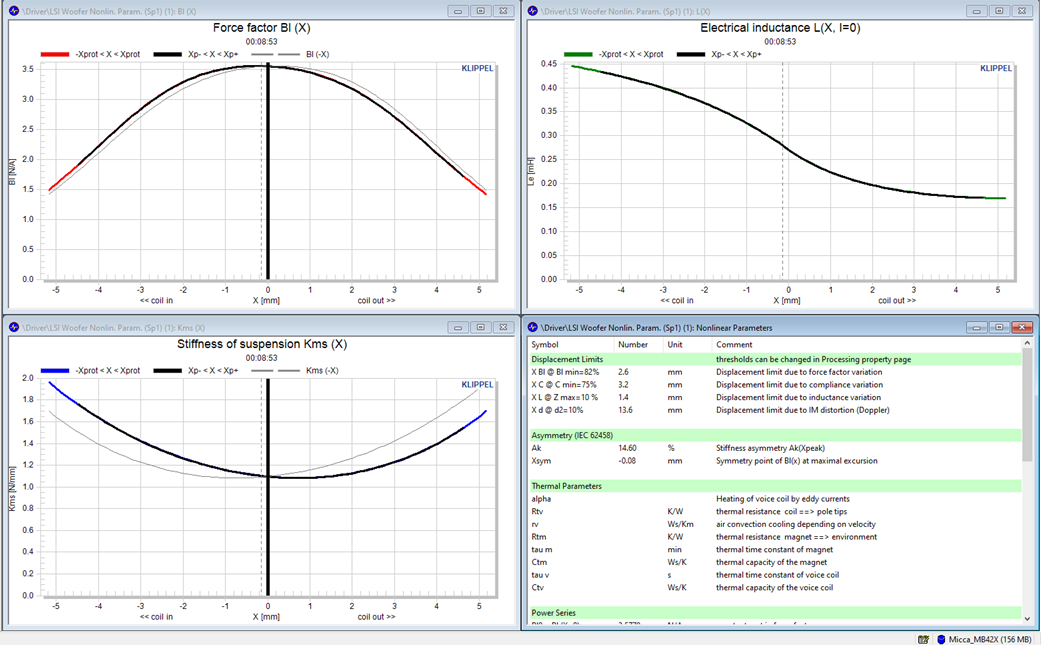 \Driver\LSI Woofer Nonlin. Param. (Sp1) (1): Bl (X)
Force factor Bl (X)
00:08:53
-Xprot < X < Xprot Xp- < X < Xp+ Bl (-X)
KLIPPEL
Bl [N/A]
3.5
3.0
2.5
2.0
1.5
1.0
0.5
0.0
-5 -4 -3 -2 -1 0 1 2 3 4 5
<< coil in X [mm] coil out >>
\Driver\LSI Woofer Nonlin. Param. (Sp1) (1): L(X)
Electrical inductance L(X, I=0)
00:08:53
-Xprot < X < Xprot Xp- < X < Xp+
KLIPPEL
Le [mH]
0.45
0.40
0.35
0.30
0.25
0.20
0.15
0.10
0.05
0.00
-5 -4 -3 -2 -1 0 1 2 3 4 5
<< coil in X [mm] coil out >>
\Driver\LSI Woofer Nonlin. Param. (Sp1) (1): Kms (X)
Stiffness of suspension Kms (X)
00:08:53
-Xprot < X < Xprot Xp- < X < Xp+ Kms (-X)
KLIPPEL
Kms [N/mm]
2.0
1.8
1.6
1.4
1.2
1.0
0.8
0.6
0.4
0.2
0.0
-5 -4 -3 -2 -1 0 1 2 3 4 5
<< coil in X [mm] coil out >>
\Driver\LSI Woofer Nonlin. Param. (Sp1) (1): Nonlinear Parameters
Symbol Number Unit Comment
Displacement Limits thresholds can be changed in Processing property page
X Bl @ Bl min=82% 2.6 mm Displacement limit due to force factor variation
X C @ C min=75% 3.2 mm Displacement limit due to compliance variation
X L @ Z max=10 % 1.4 mm Displacement limit due to inductance variation
X d @ d2=10% 13.6 mm Displacement limit due to IM distortion (Doppler)
Asymmetry (IEC 62458)
Ak 14.60 % Stiffness asymmetry Ak(Xpeak)
Xsym -0.08 mm Symmetry point of Bl(x) at maximal excursion
Thermal Parameters
alpha Heating of voice coil by eddy currents
Rtv K/W thermal resistance coil ==> pole tips
rv Ws/Km air convection cooling depending on velocity
Rtm K/W thermal resistance magnet ==> environment
tau m min thermal time constant of magnet
Ctm Ws/K thermal capacity of the magnet
tau v s thermal time constant of voice coil
Ctv Ws/K thermal capacity of the voice coil
Power Series
Micca_MB42X (156 MB)